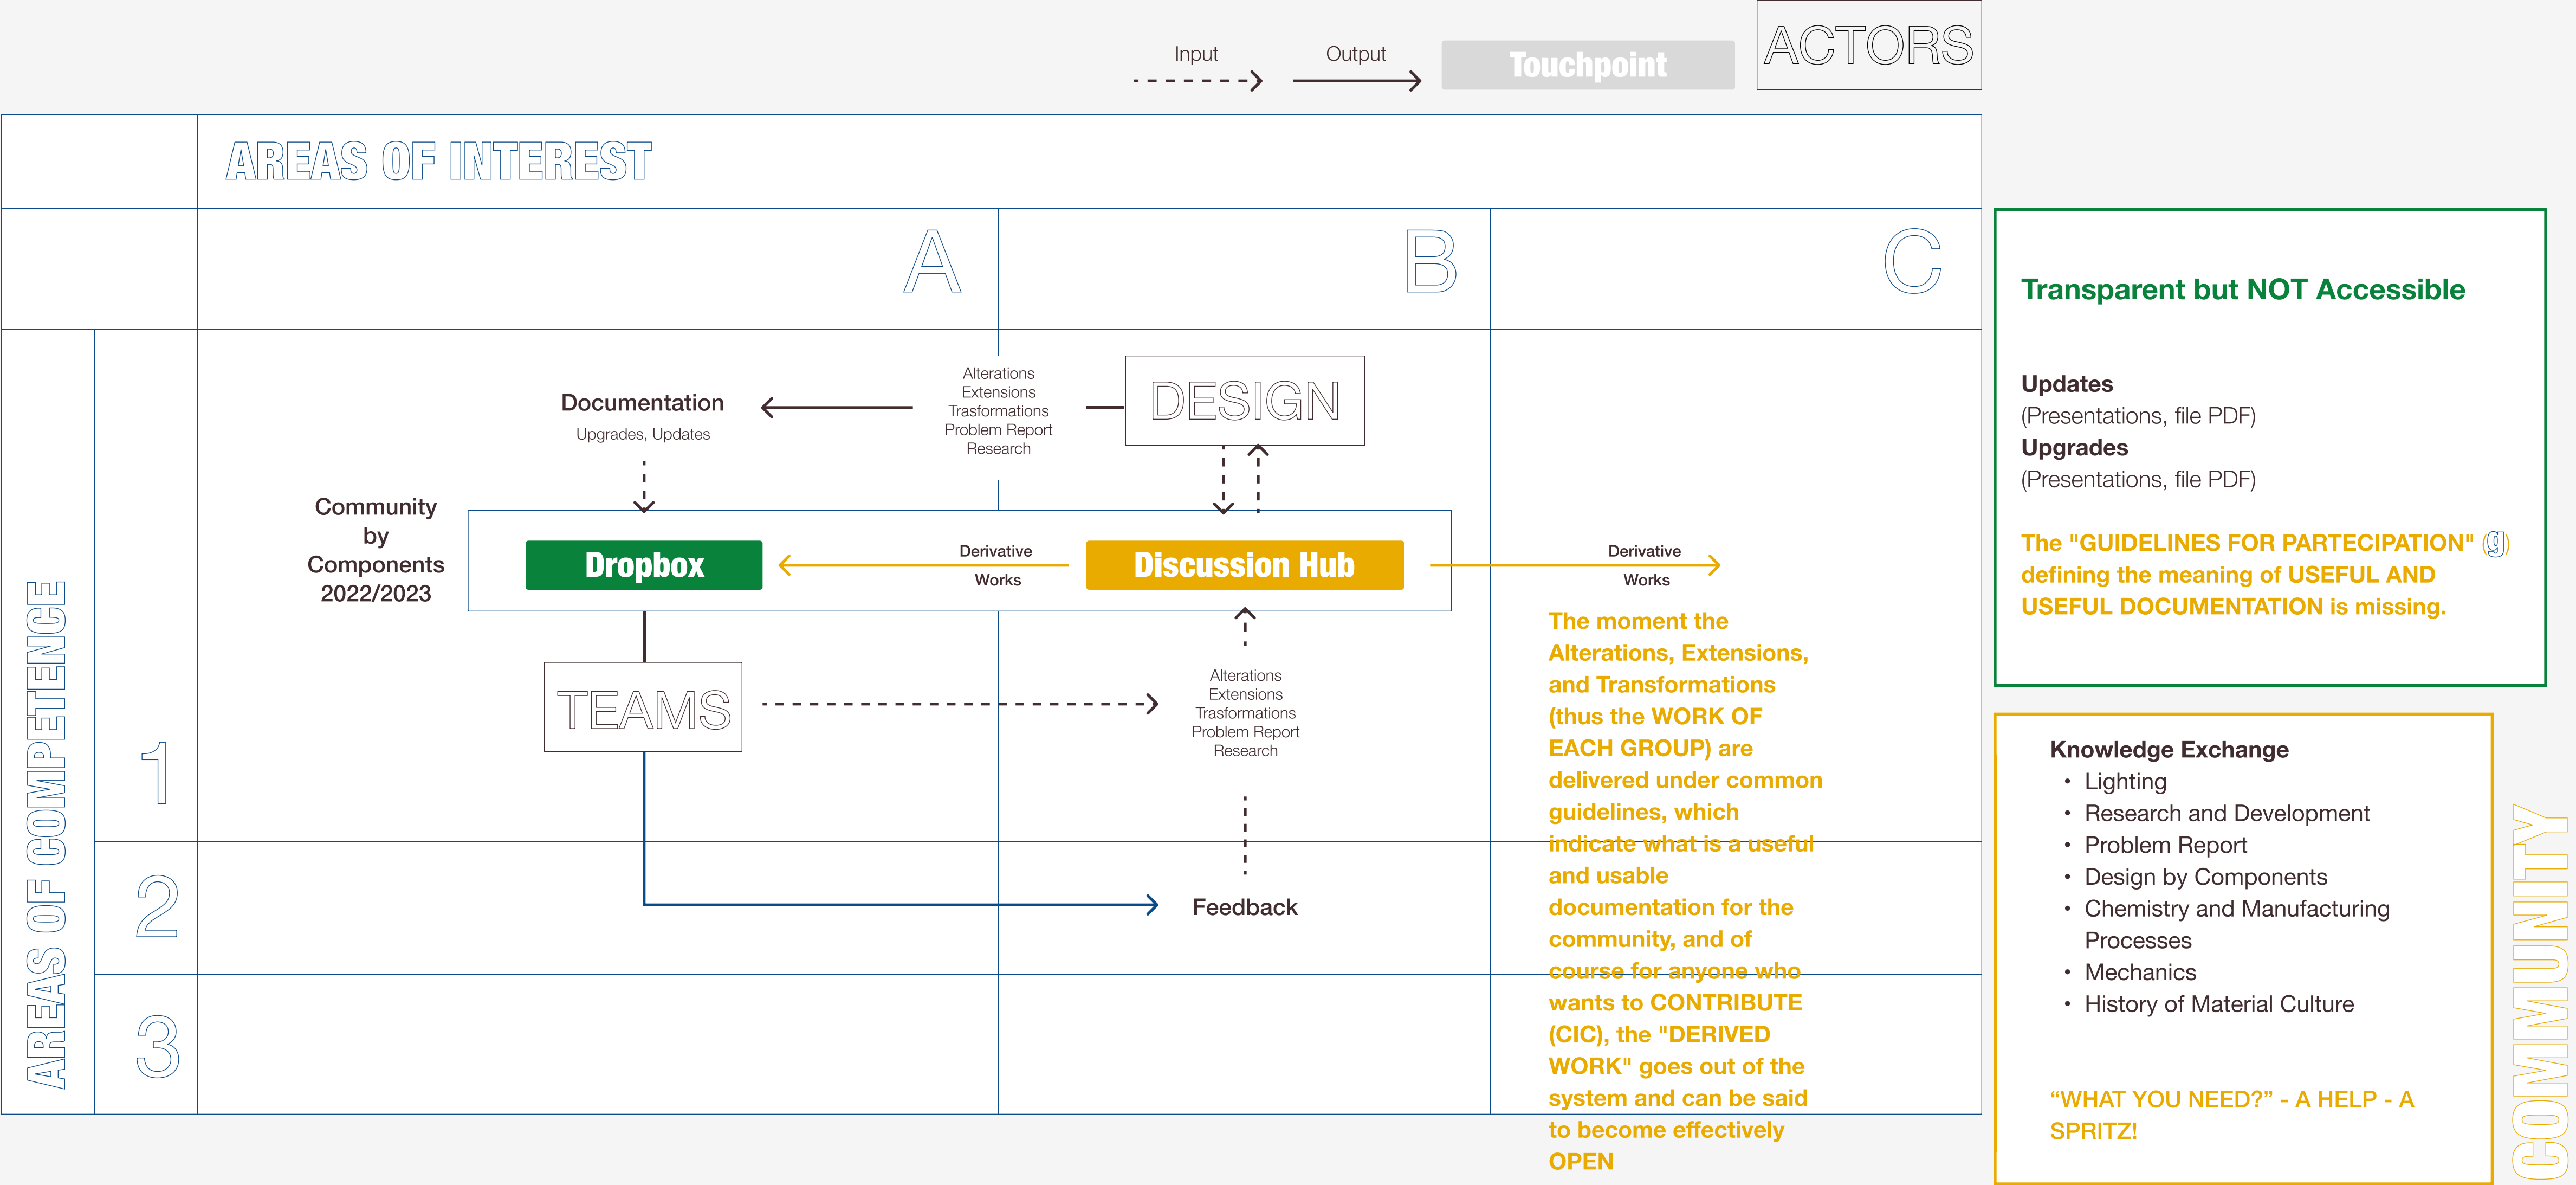 Input
Output
Touchpoint
ACTORS
AREAS OF INTEREST
A
B
C
AREAS OF COMPETENCE
1
2
3
Documentation
Upgrades, Updates
Alterations
Extensions
Trasformations
Problem Report
Research
DESIGN
Community
by
Components
2022/2023
Dropbox
Derivative
Works
Discussion Hub
Derivative
Works
TEAMS
Alterations
Extensions
Trasformations
Problem Report
Research
Feedback
The moment the
Alterations, Extensions,
and Transformations
(thus the WORK OF
EACH GROUP) are
delivered under common
guidelines, which
indicate what is a useful
and usable
documentation for the
community, and of
course for anyone who
wants to CONTRIBUTE
(CIC), the "DERIVED
WORK" goes out of the
system and can be said
to become effectively
OPEN
Transparent but NOT Accessible
Updates
(Presentations, file PDF)
Upgrades
(Presentations, file PDF)
The "GUIDELINES FOR PARTECIPATION" (g)
defining the meaning of USEFUL AND
USEFUL DOCUMENTATION is missing.
Knowledge Exchange
• Lighting
• Research and Development
• Problem Report
• Design by Components
• Chemistry and Manufacturing
Processes
• Mechanics
• History of Material Culture
“WHAT YOU NEED?” - A HELP - A
SPRITZ!
COMMUNITY